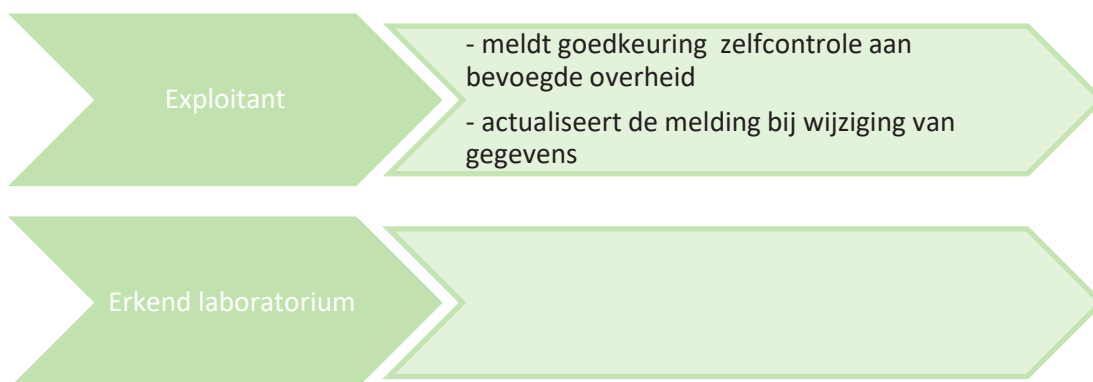 Exploitant
- meldt goedkeuring zelfcontrole aan
bevoegde overheid
- actualiseert de melding bij wijziging van
gegevens
Erkend laboratorium